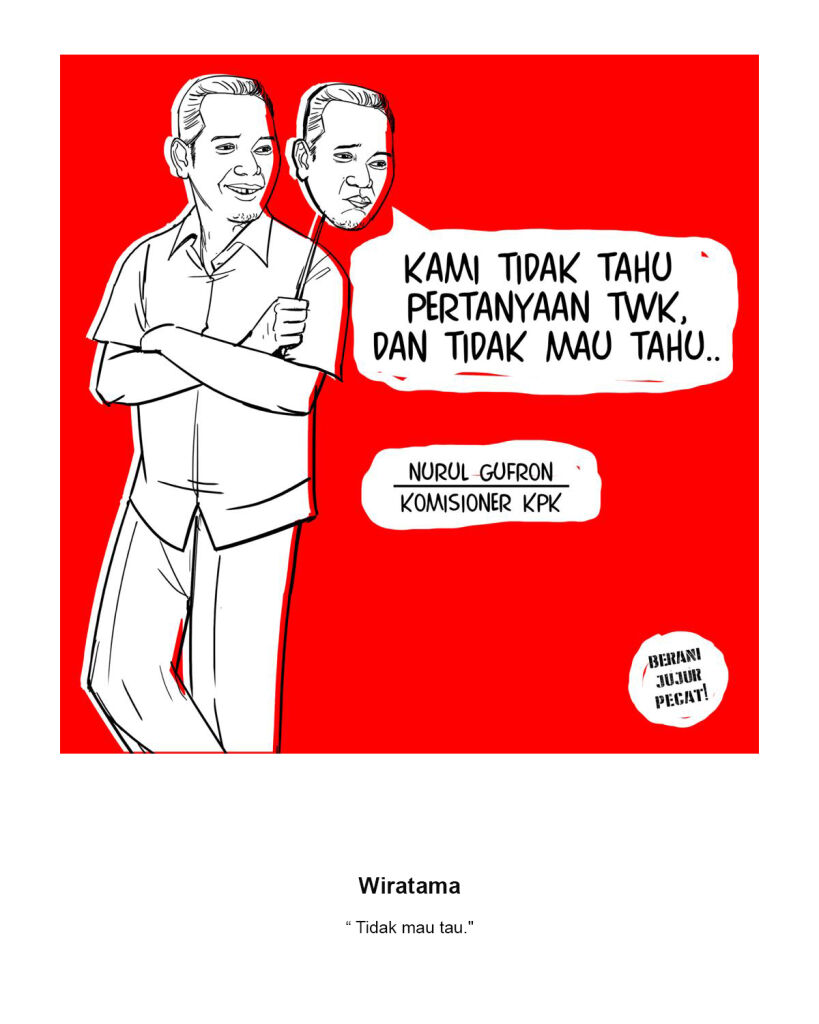 KAMI TIDAK TAHU
PERTANYAAN TWK,
DAN TIDAK MAU TAHU..
NURUL GUFRON
KOMISIONER KPK
BERANI
JUJUR
PECAT!
Wiratama
“ Tidak mau tau."